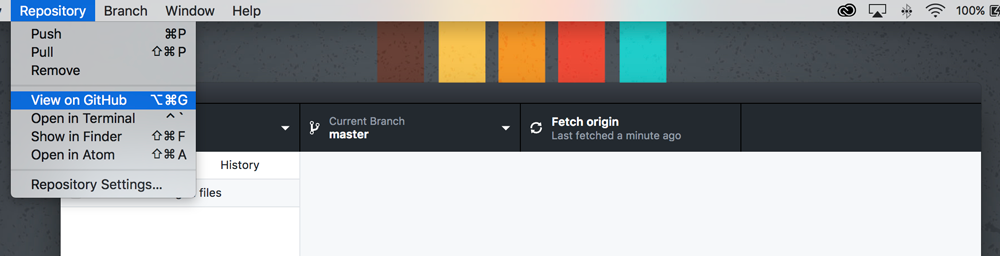 Repository Branch Window Help 100%
Push ⌘P
Pull ⇧⌘P
Remove
View on GitHub ⌥⌘G
Open in Terminal ⌃`
Show in Finder ⇧⌘F
Open in Atom ⇧⌘A
Repository Settings...
Current Branch
master
Fetch origin
Last fetched a minute ago
History
files